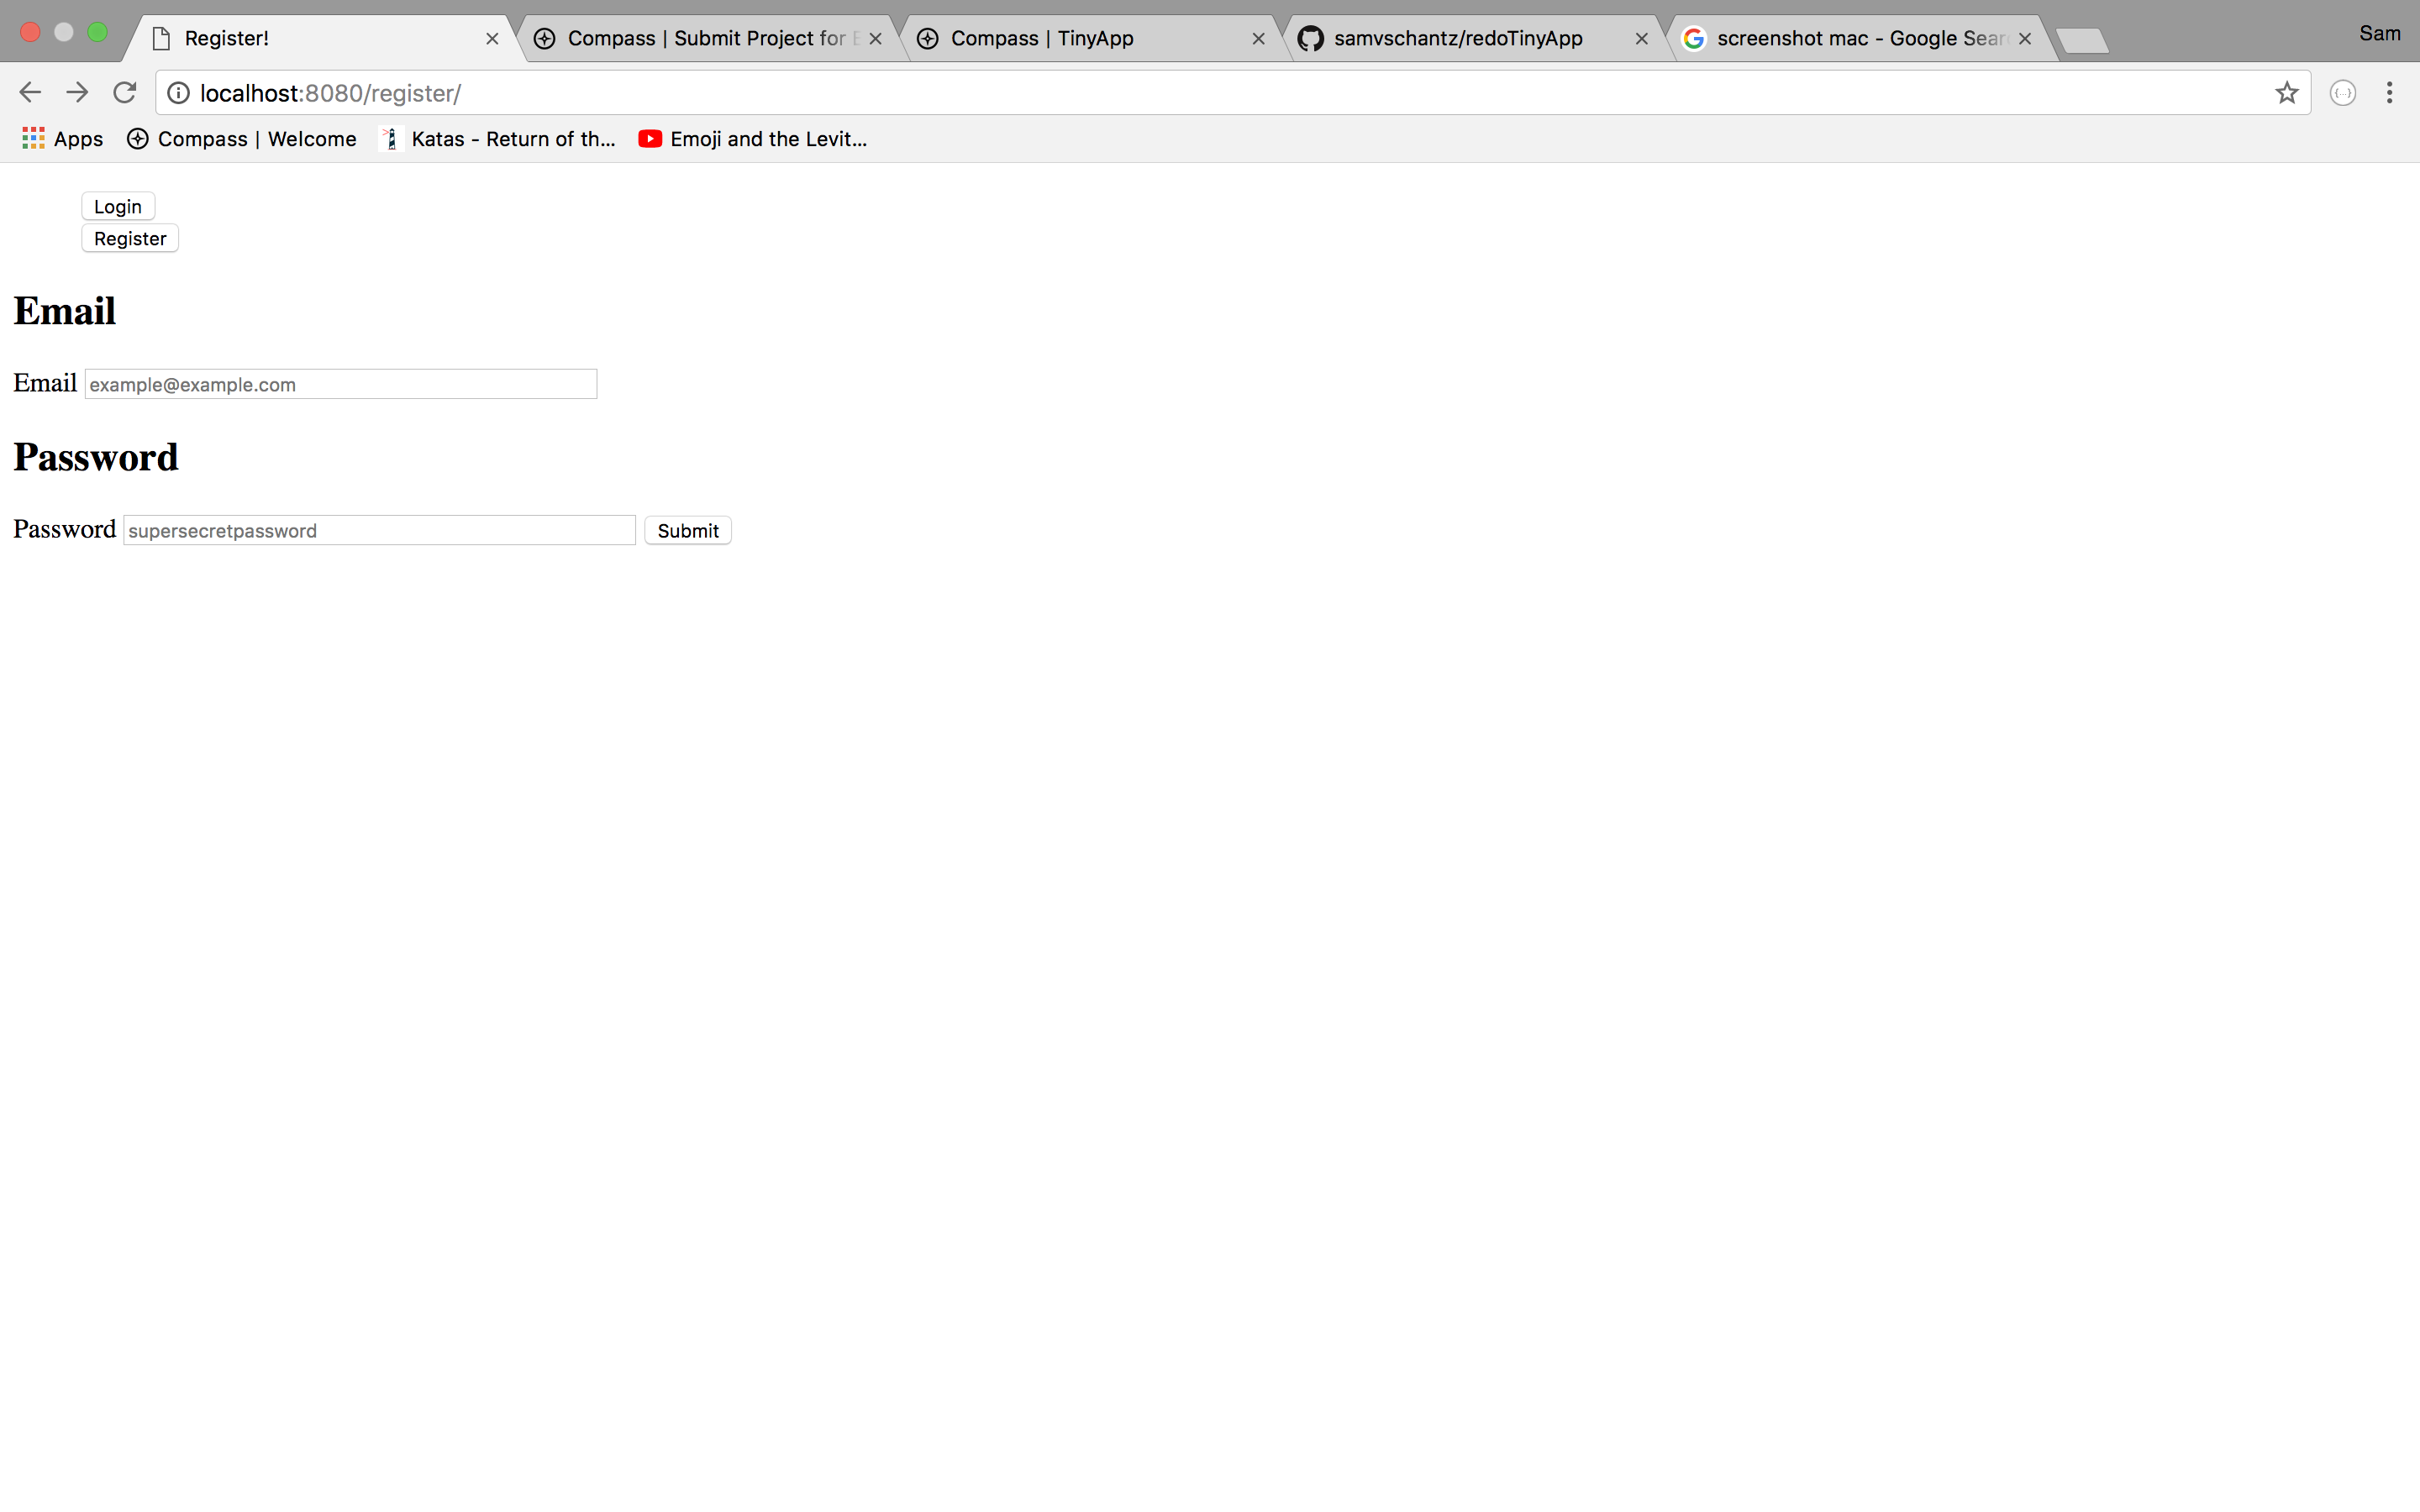 Register!
Compass | Submit Project for E
Compass | TinyApp
samvschantz/redoTinyApp
screenshot mac - Google Sear
Sam
localhost:8080/register/
{...}
Apps
Compass | Welcome
Katas - Return of th...
Emoji and the Levit...
Login
Register
Email
Email example@example.com
Password
Password supersecretpassword Submit